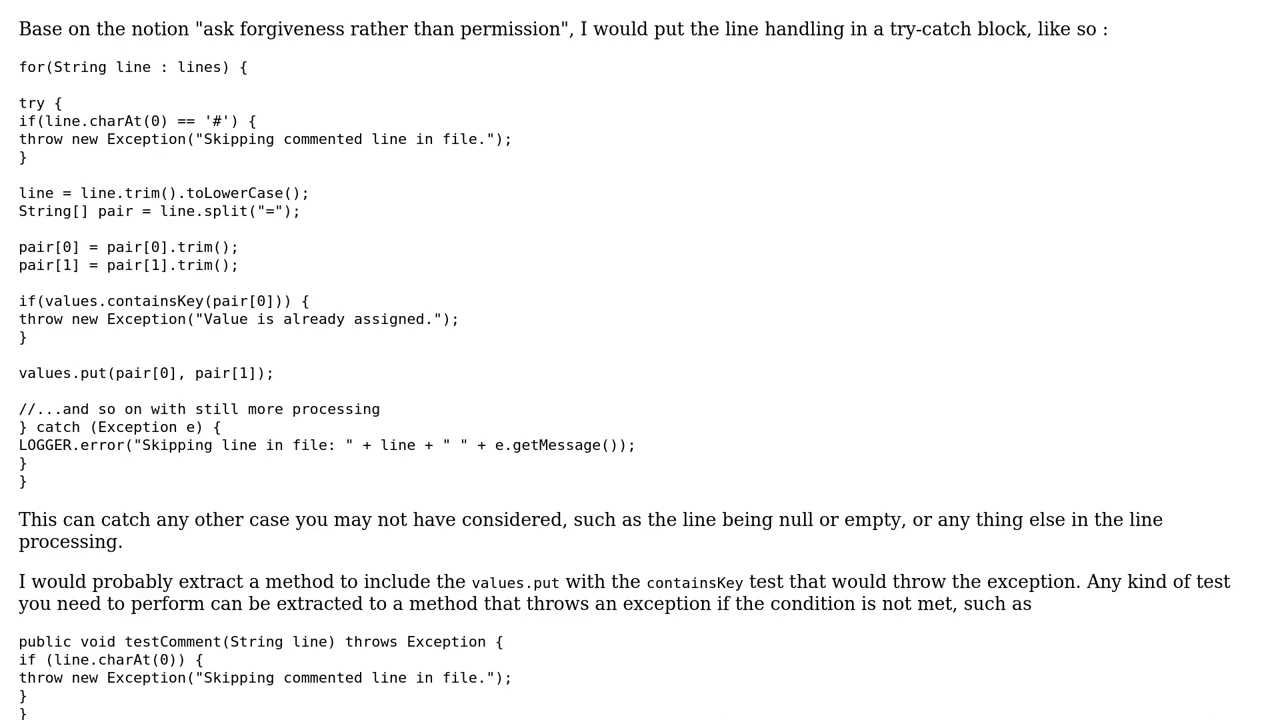 Base on the notion "ask forgiveness rather than permission", I would put the line handling in a try-catch block, like so :
for(String line : lines) {
try {
if(line.charAt(0) == '#') {
throw new Exception("Skipping commented line in file.");
}
line = line.trim().toLowerCase();
String[] pair = line.split("=");
pair[0] = pair[0].trim();
pair[1] = pair[1].trim();
if(values.containsKey(pair[0])) {
throw new Exception("Value is already assigned.");
}
values.put(pair[0], pair[1]);
//...and so on with still more processing
} catch (Exception e) {
LOGGER.error("Skipping line in file: " + line + " " + e.getMessage());
}
}
This can catch any other case you may not have considered, such as the line being null or empty, or any thing else in the line
processing.
I would probably extract a method to include the values.put with the containsKey test that would throw the exception. Any kind of test
you need to perform can be extracted to a method that throws an exception if the condition is not met, such as
public void testComment(String line) throws Exception {
if (line.charAt(0)) {
throw new Exception("Skipping commented line in file.");
}
}